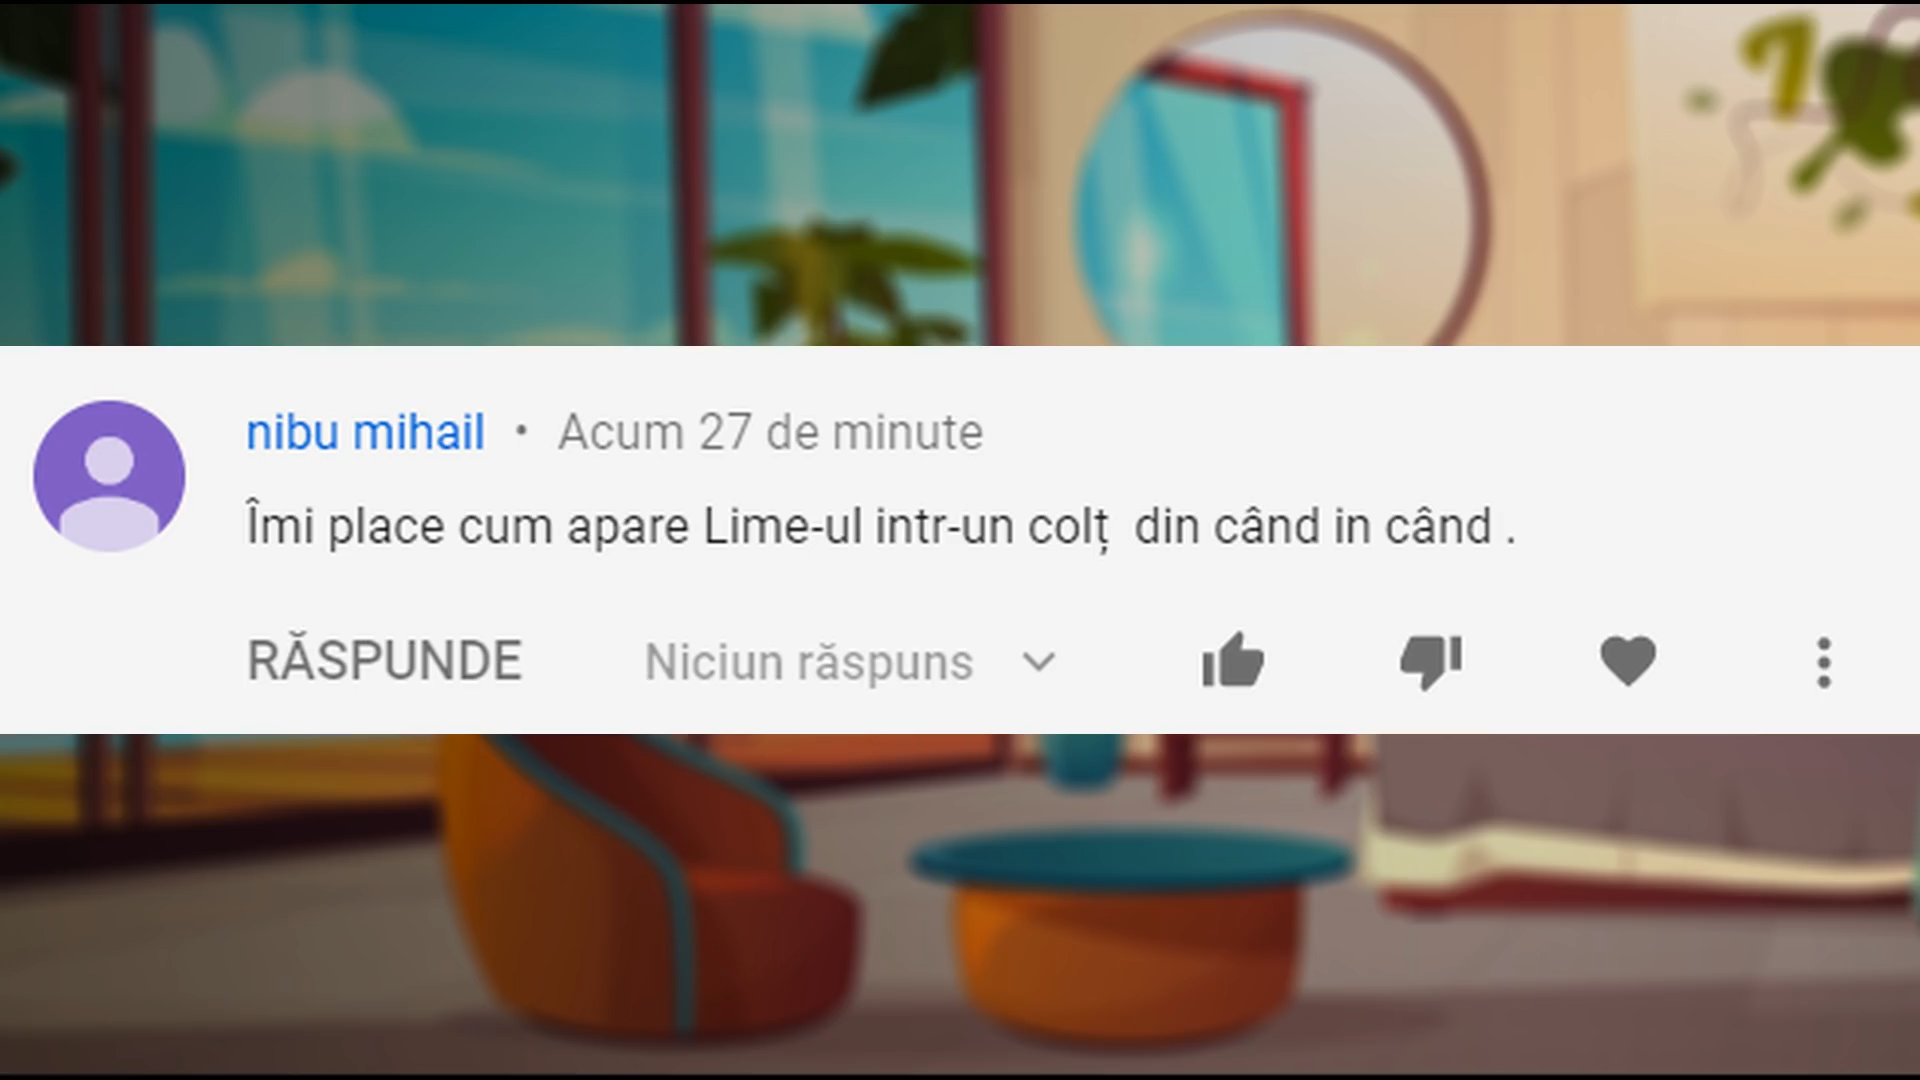 nibu mihail • Acum 27 de minute
Îmi place cum apare Lime-ul intr-un colț  din când in când .
RĂSPUNDE Niciun răspuns